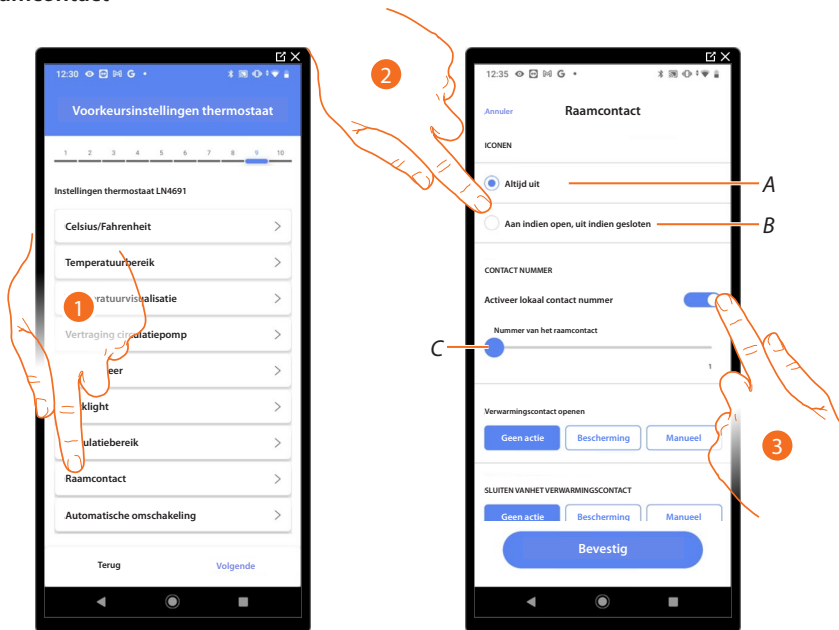 12:30 G
Voorkeursinstellingen thermostaat
1 2 3 4 5 6 7 8 9 10
Instellingen thermostaat LN4691
Celsius/Fahrenheit
Temperatuurbereik
ratuurvisualisatie
Vertraging circulatiepomp
eer
klight
ulatiebereik
Raamcontact
Automatische omschakeling
Terug Volgende
1
2
12:35 G
Annuler Raamcontact
ICONEN
Altijd uit A
Aan indien open, uit indien gesloten B
CONTACT NUMMER
Activeer lokaal contact nummer
Nummer van het raamcontact
C
1
Verwarmingscontact openen
Geen actie Bescherming Manueel
3
SLUITEN VANHET VERWARMINGSCONTACT
Geen actie Bescherming Manueel
Bevestig